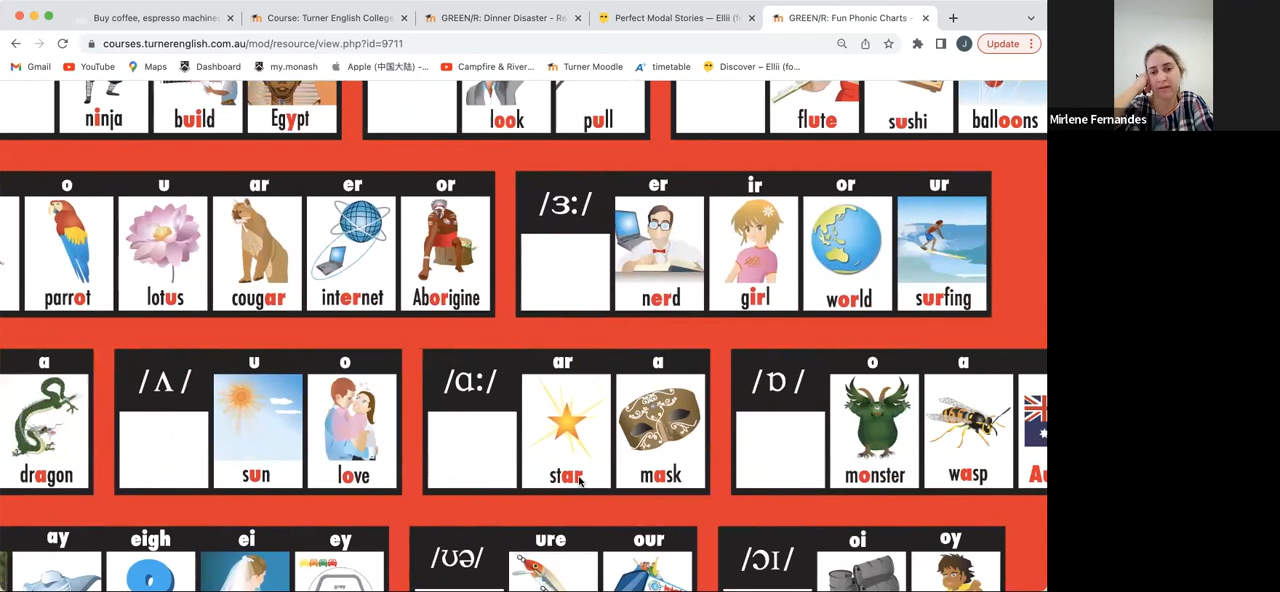 Buy coffee, espresso machine
Course: Turner English College
GREEN/R: Dinner Disaster - Re
Perfect Modal Stories — Ellii (fo
GREEN/R: Fun Phonic Charts -
courses.turnerenglish.com.au/mod/resource/view.php?id=9711
J
Update
Gmail
YouTube
Maps
Dashboard
my.monash
Apple (中国大陆) -...
Campfire & River...
Turner Moodle
timetable
Discover – Ellii (fo...
Mirlene Fernandes
ninja
build
Egypt
look
pull
flute
sushi
balloons
o
u
ar
er
or
parrot
lotus
cougar
internet
Aborigine
/ɜ:/
er
ir
or
ur
nerd
girl
world
surfing
a
dragon
/ʌ/
u
o
sun
love
/ɑ:/
ar
a
star
mask
/ɒ/
o
a
monster
wasp
Au
ay
eigh
ei
ey
/ʊə/
ure
our
/ɔɪ/
oi
oy